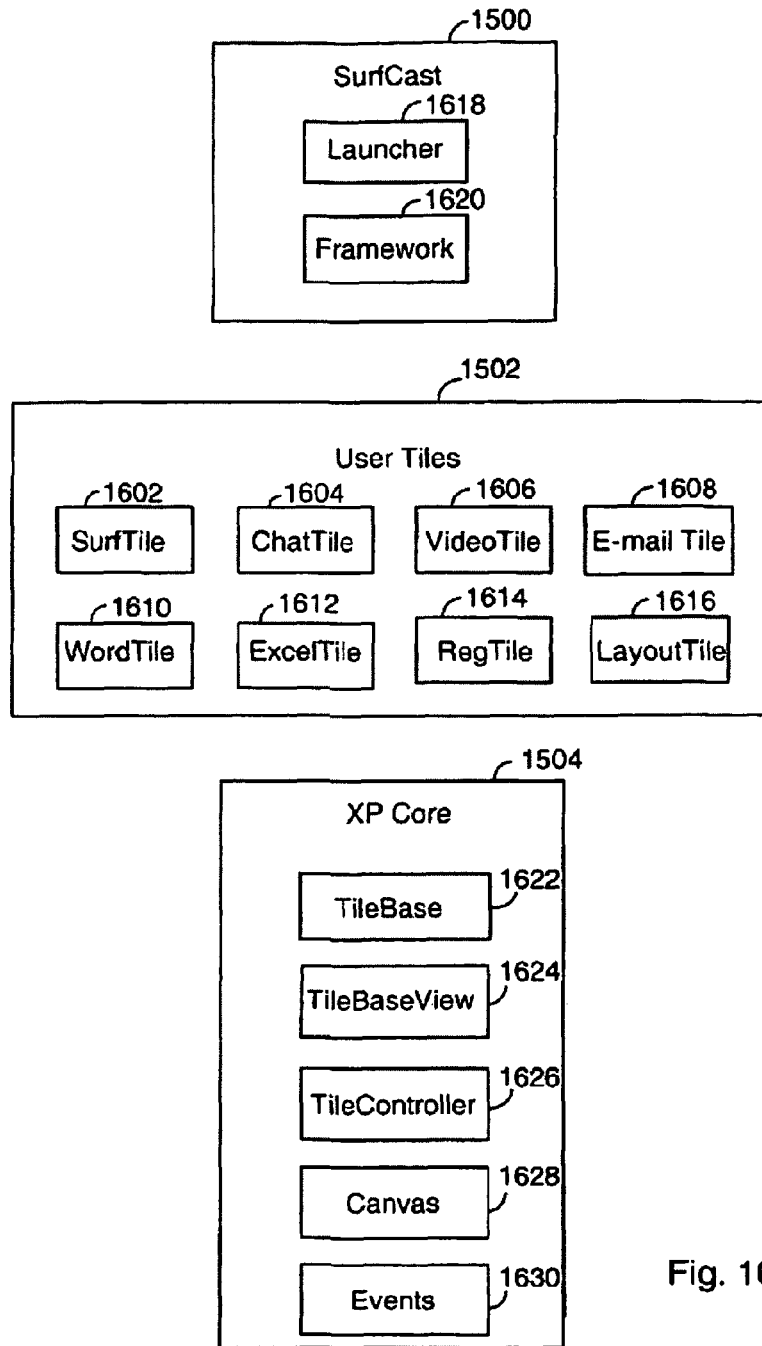 1500
SurfCast
1618
Launcher
1620
Framework
1502
User Tiles
1602 1604 1606 1608
SurfTile ChatTile VideoTile E-mail Tile
1610 1612 1614 1616
WordTile ExcelTile RegTile LayoutTile
1504
XP Core
1622
TileBase
1624
TileBaseView
1626
TileController
1628
Canvas
1630
Events
Fig. 16